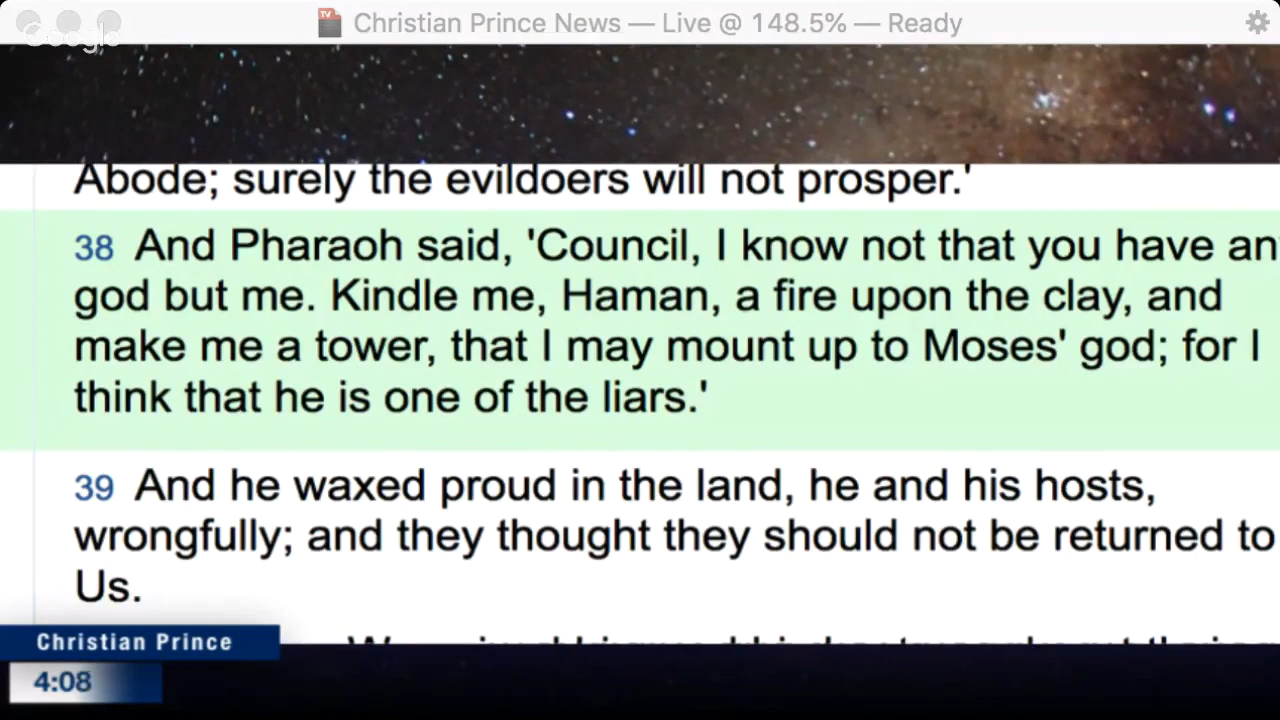 Christian Prince News — Live @ 148.5% — Ready
Google
TV
Abode; surely the evildoers will not prosper.'
38 And Pharaoh said, 'Council, I know not that you have an
god but me. Kindle me, Haman, a fire upon the clay, and
make me a tower, that I may mount up to Moses' god; for I
think that he is one of the liars.'
39 And he waxed proud in the land, he and his hosts,
wrongfully; and they thought they should not be returned to
Us.
Christian Prince
4:08